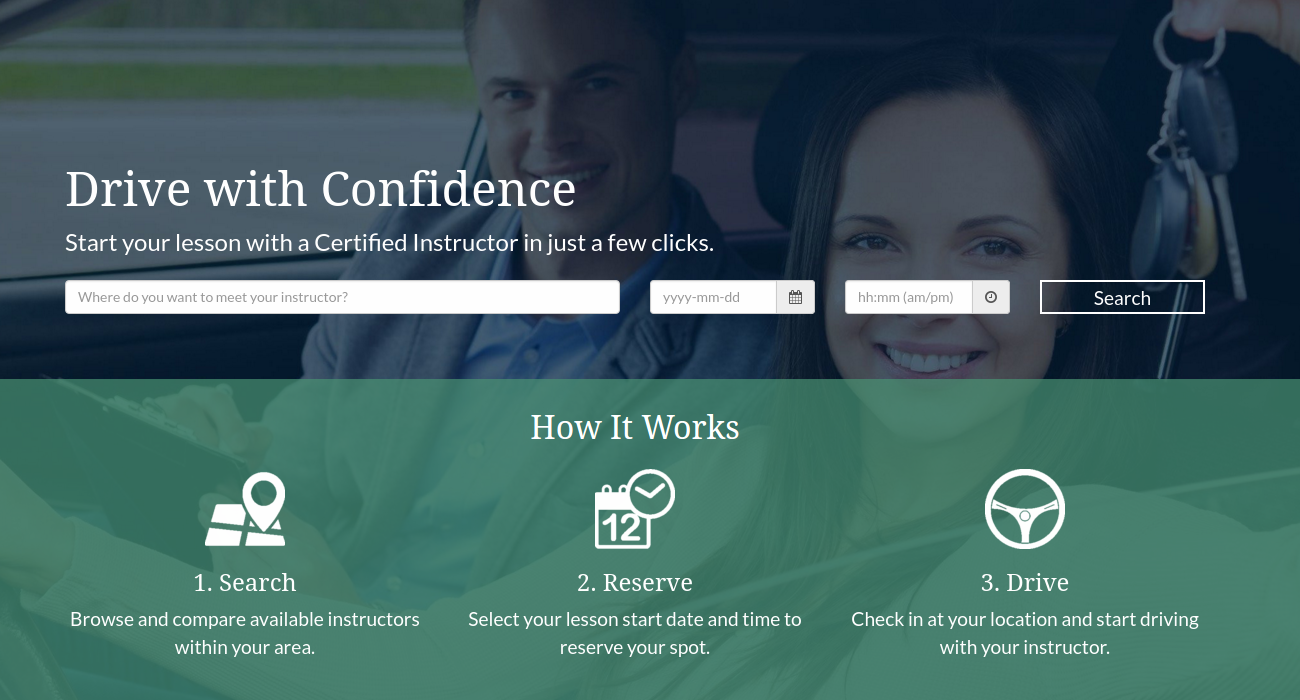 Drive with Confidence
Start your lesson with a Certified Instructor in just a few clicks.
Where do you want to meet your instructor?
yyyy-mm-dd
hh:mm (am/pm)
Search
How It Works
12
1. Search
Browse and compare available instructors
within your area.
2. Reserve
Select your lesson start date and time to
reserve your spot.
3. Drive
Check in at your location and start driving
with your instructor.